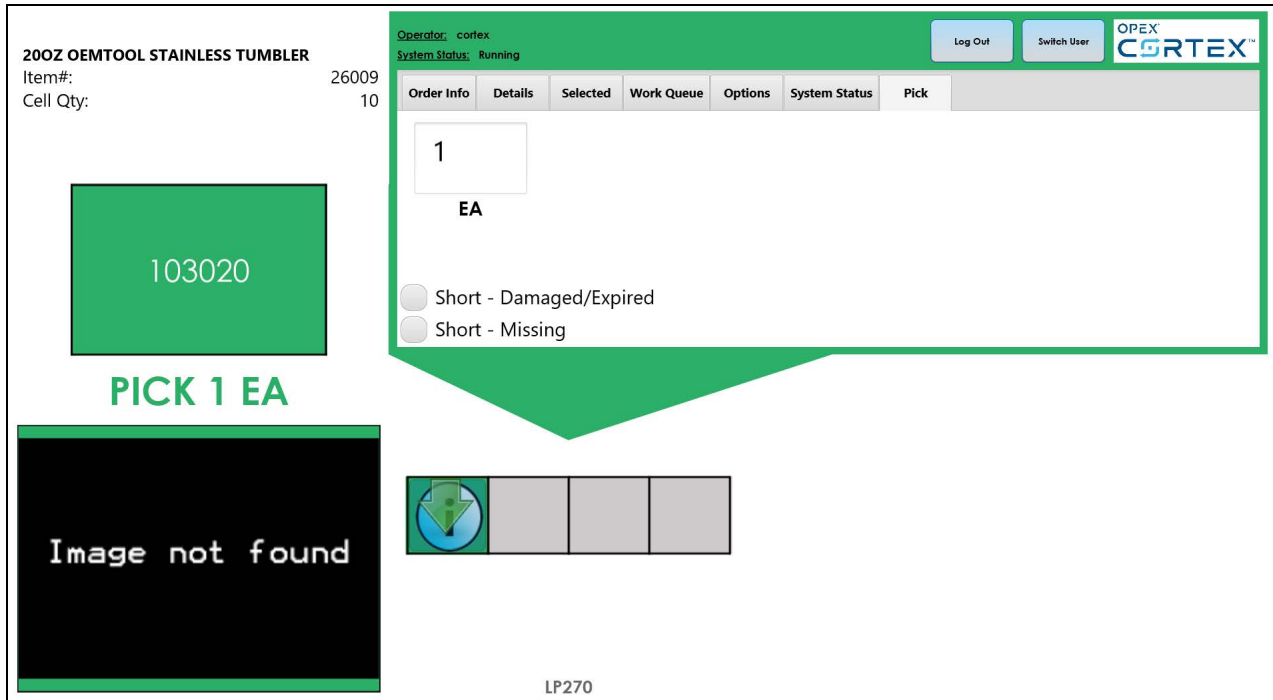 20OZ OEMTOOL STAINLESS TUMBLER
Item#: 26009
Cell Qty: 10
103020
PICK 1 EA
Image not found
Operator: cortex
System Status: Running
Log Out
Switch User
OPEX
CORTEX™
Order Info Details Selected Work Queue Options System Status Pick
1
EA
Short - Damaged/Expired
Short - Missing
i
LP270